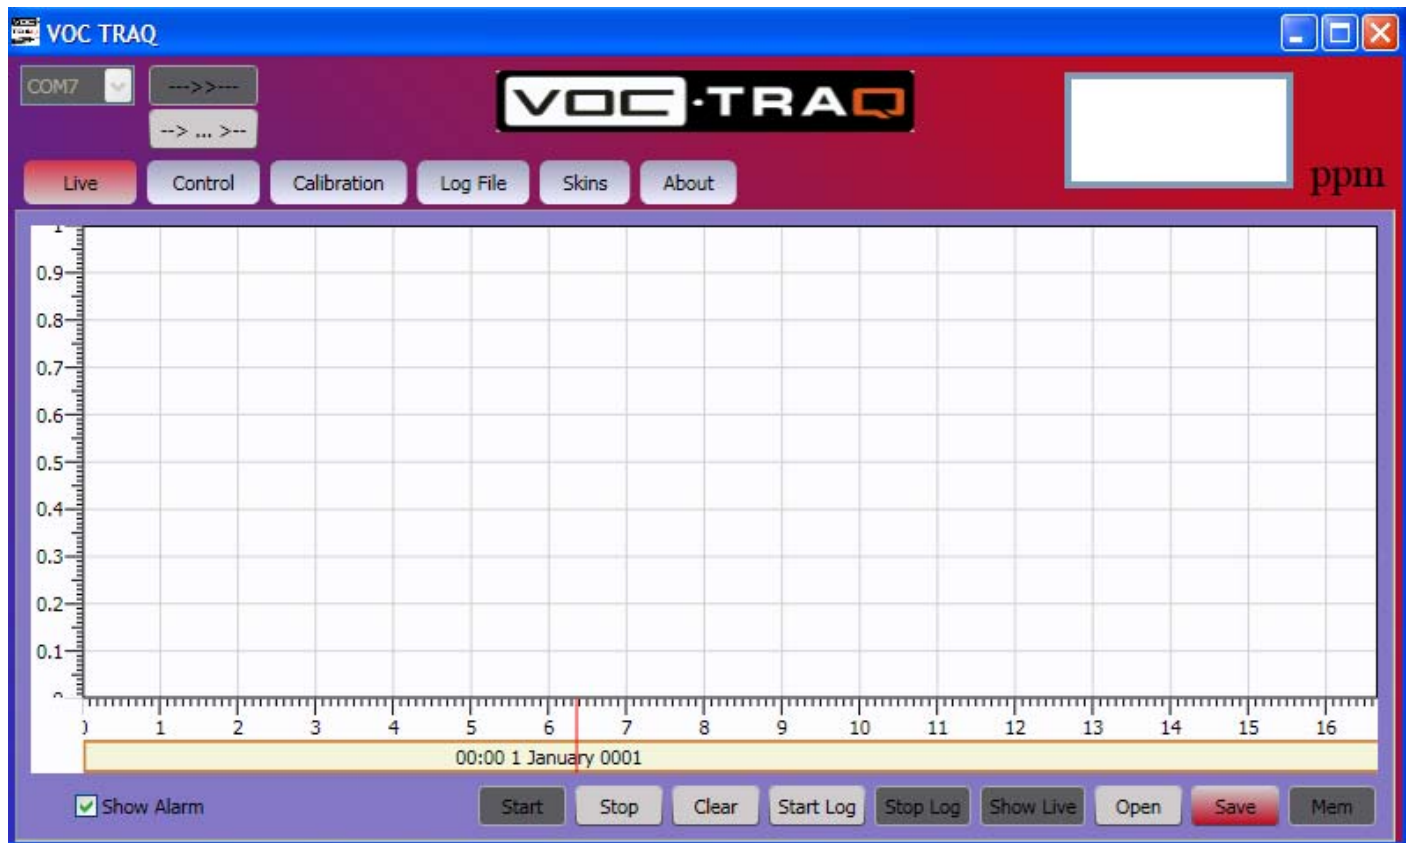 VOC TRAQ
COM7
--->>---
VOC·TRAQ
--> ... >--
ppm
Live Control Calibration Log File Skins About
1
0.9
0.8
0.7
0.6
0.5
0.4
0.3
0.2
0.1
1 2 3 4 5 6 7 8 9 10 11 12 13 14 15 16
00:00 1 January 0001
Show Alarm Start Stop Clear Start Log Stop Log Show Live Open Save Mem